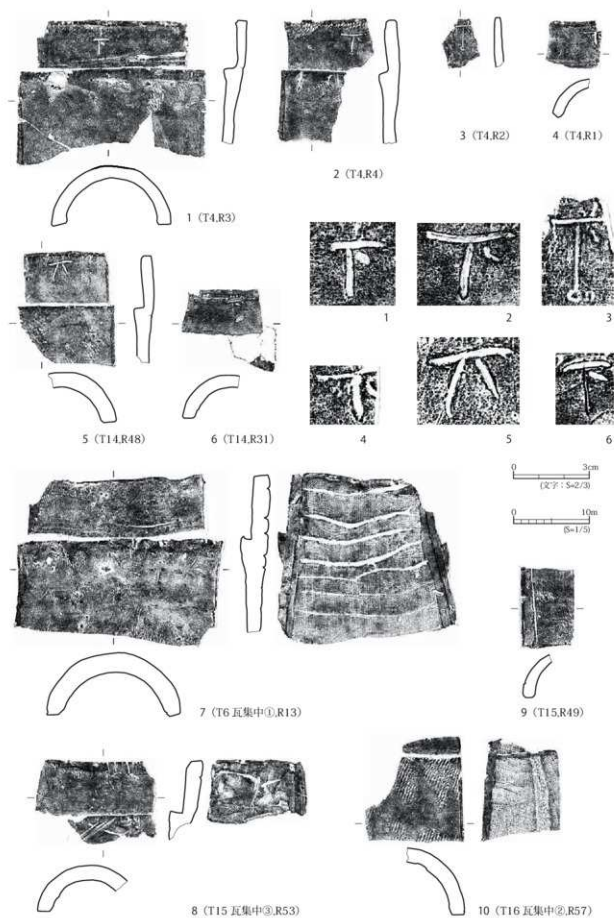 1 (T4,R3)
2 (T4,R4)
3 (T4,R2)
4 (T4,R1)
5 (T14,R48)
6 (T14,R31)
1
2
3
4
5
6
0 3cm
(文字：S=2/3)
0 10m
(S=1/5)
7 (T6 瓦集中①,R13)
9 (T15,R49)
8 (T15 瓦集中③,R53)
10 (T16 瓦集中②,R57)